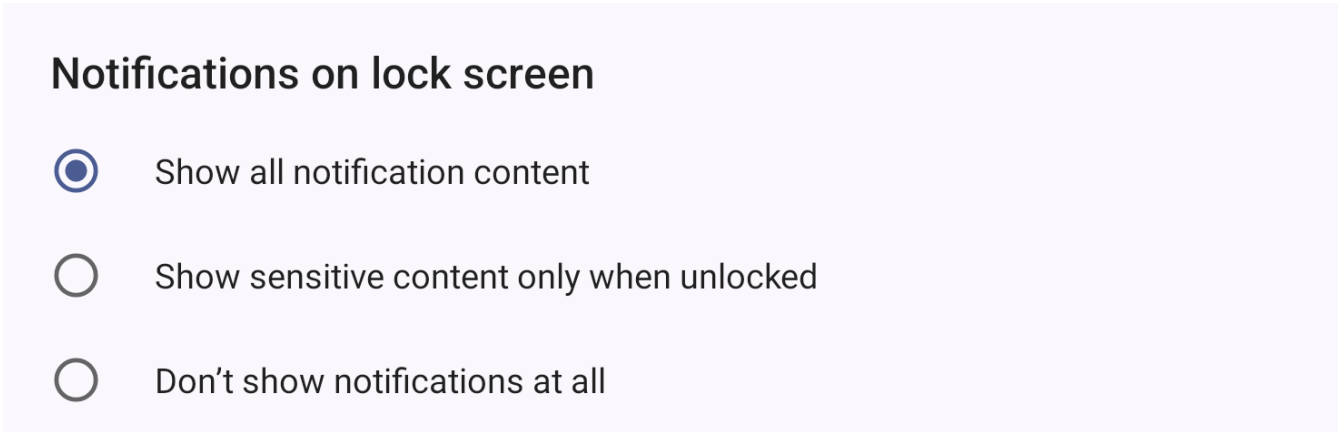 Notifications on lock screen
Show all notification content
Show sensitive content only when unlocked
Don’t show notifications at all